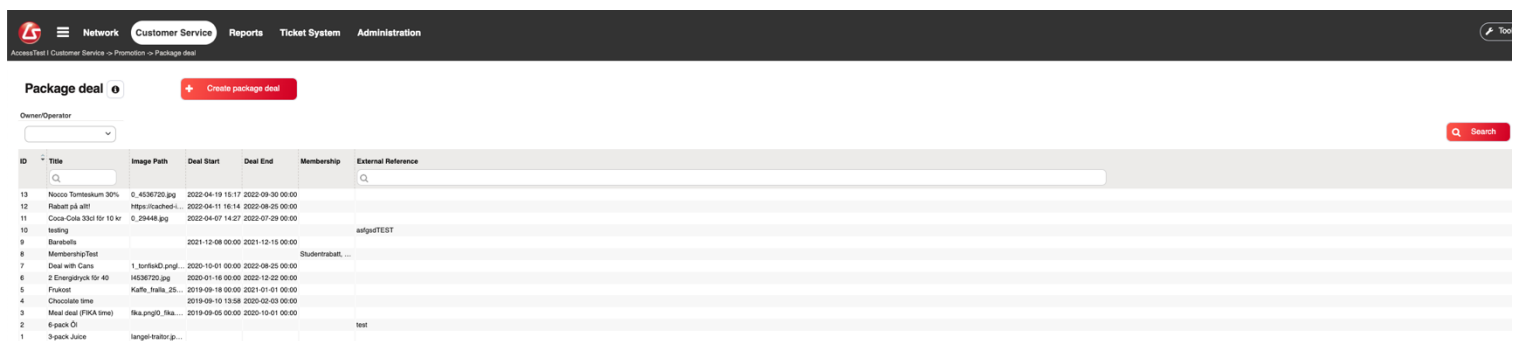 LS Network Customer Service Reports Ticket System Administration Tool
AccessTest I Customer Service -> Promotion -> Package deal
Package deal Create package deal
Owner/Operator
Search
ID Title Image Path Deal Start Deal End Membership External Reference
13 Nocco Tomteskum 30% 0_4536720.jpg 2022-04-19 15:17 2022-09-30 00:00
12 Rabatt på allt! https://cached-i... 2022-04-11 16:14 2022-08-25 00:00
11 Coca-Cola 33cl för 10 kr 0_29448.jpg 2022-04-07 14:27 2022-07-29 00:00
10 testing asfgsdTEST
9 Barebells 2021-12-08 00:00 2021-12-15 00:00
8 MembershipTest Studentrabatt, ...
7 Deal with Cans 1_tonfiskD.pngl... 2020-10-01 00:00 2022-08-25 00:00
6 2 Energidryck för 40 l4536720.jpg 2020-01-16 00:00 2022-12-22 00:00
5 Frukost Kaffe_fralla_25... 2019-09-18 00:00 2021-01-01 00:00
4 Chocolate time 2019-09-10 13:58 2020-02-03 00:00
3 Meal deal (FIKA time) fika.pngl0_fika.... 2019-09-05 00:00 2020-10-01 00:00
2 6-pack Öl test
1 3-pack Juice langel-traitor.jp...